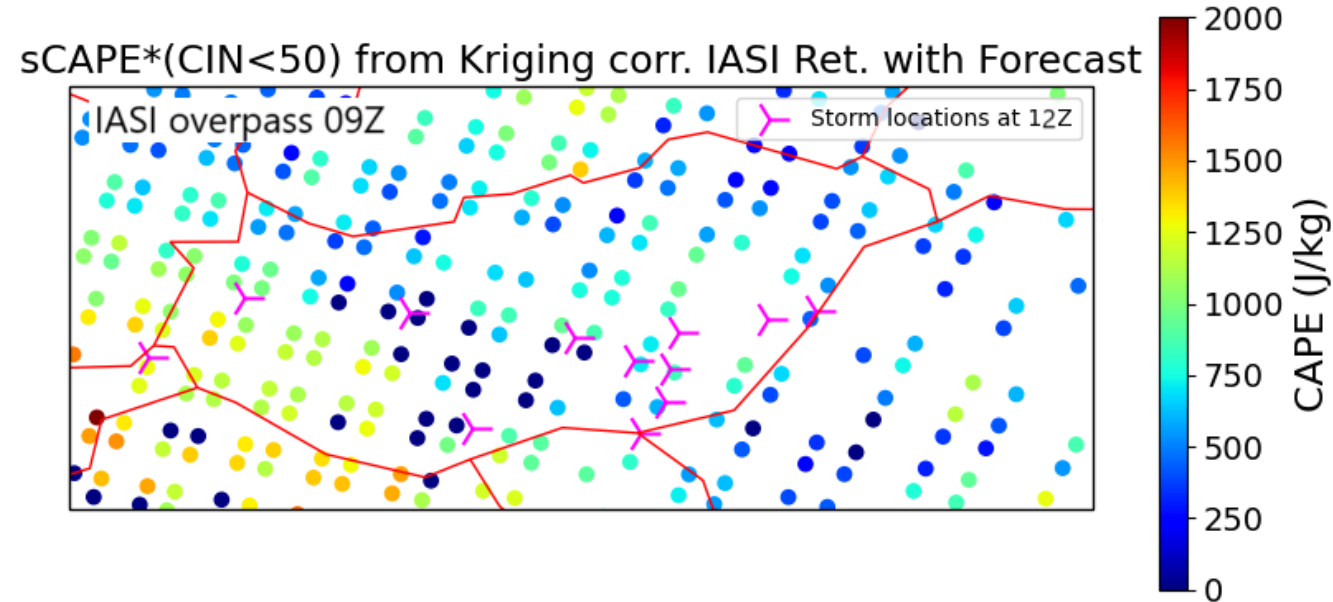 sCAPE*(CIN<50) from Kriging corr. IASI Ret. with Forecast
IASI overpass 09Z
Storm locations at 12Z
2000
1750
1500
1250
1000
750
500
250
0
CAPE (J/kg)